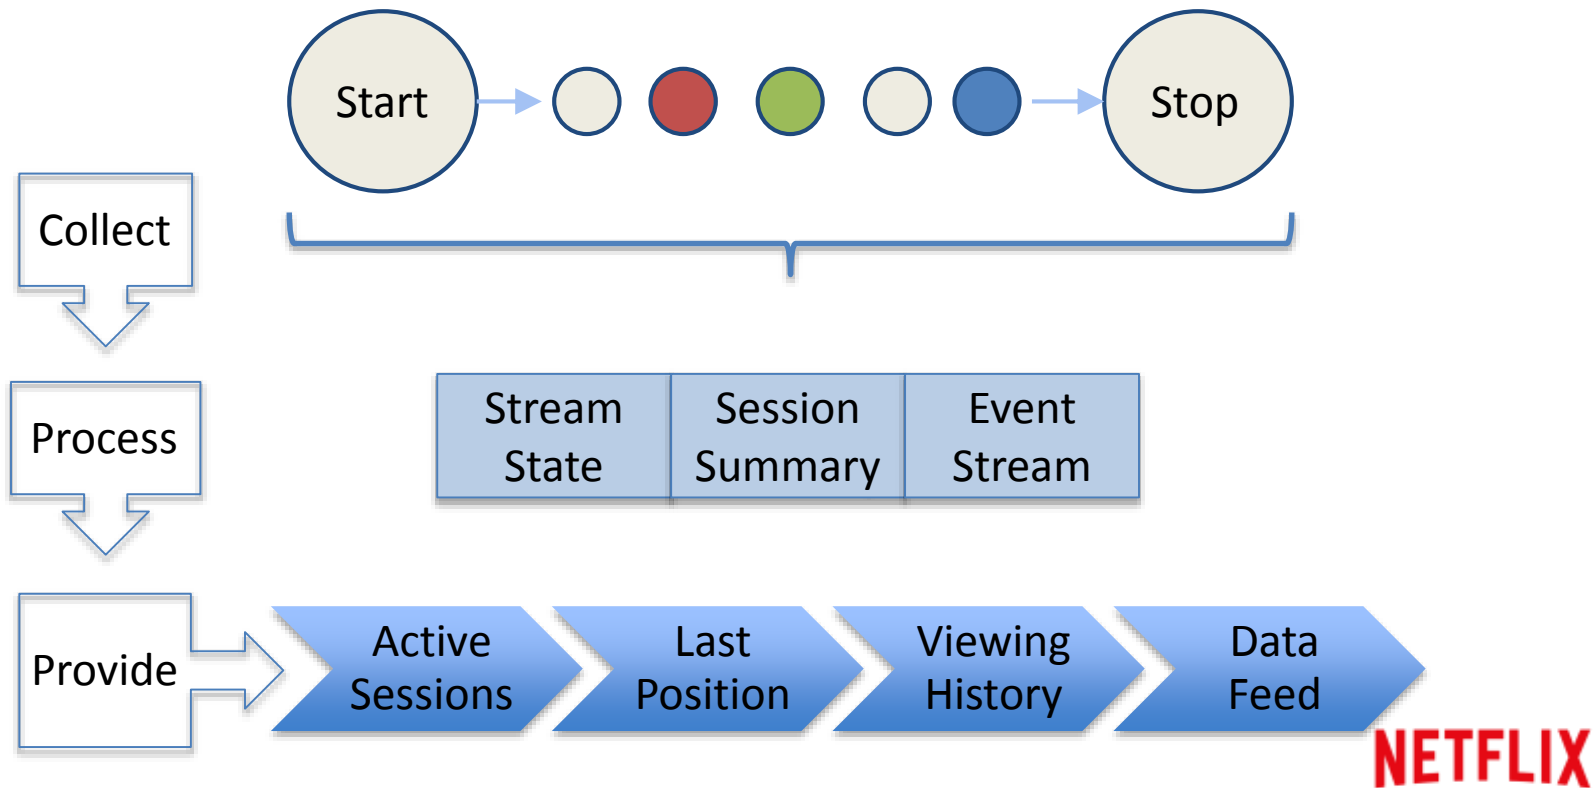 Start
Stop
Collect
Process
Stream
State
Session
Summary
Event
Stream
Provide
Active
Sessions
Last
Position
Viewing
History
Data
Feed
NETFLIX